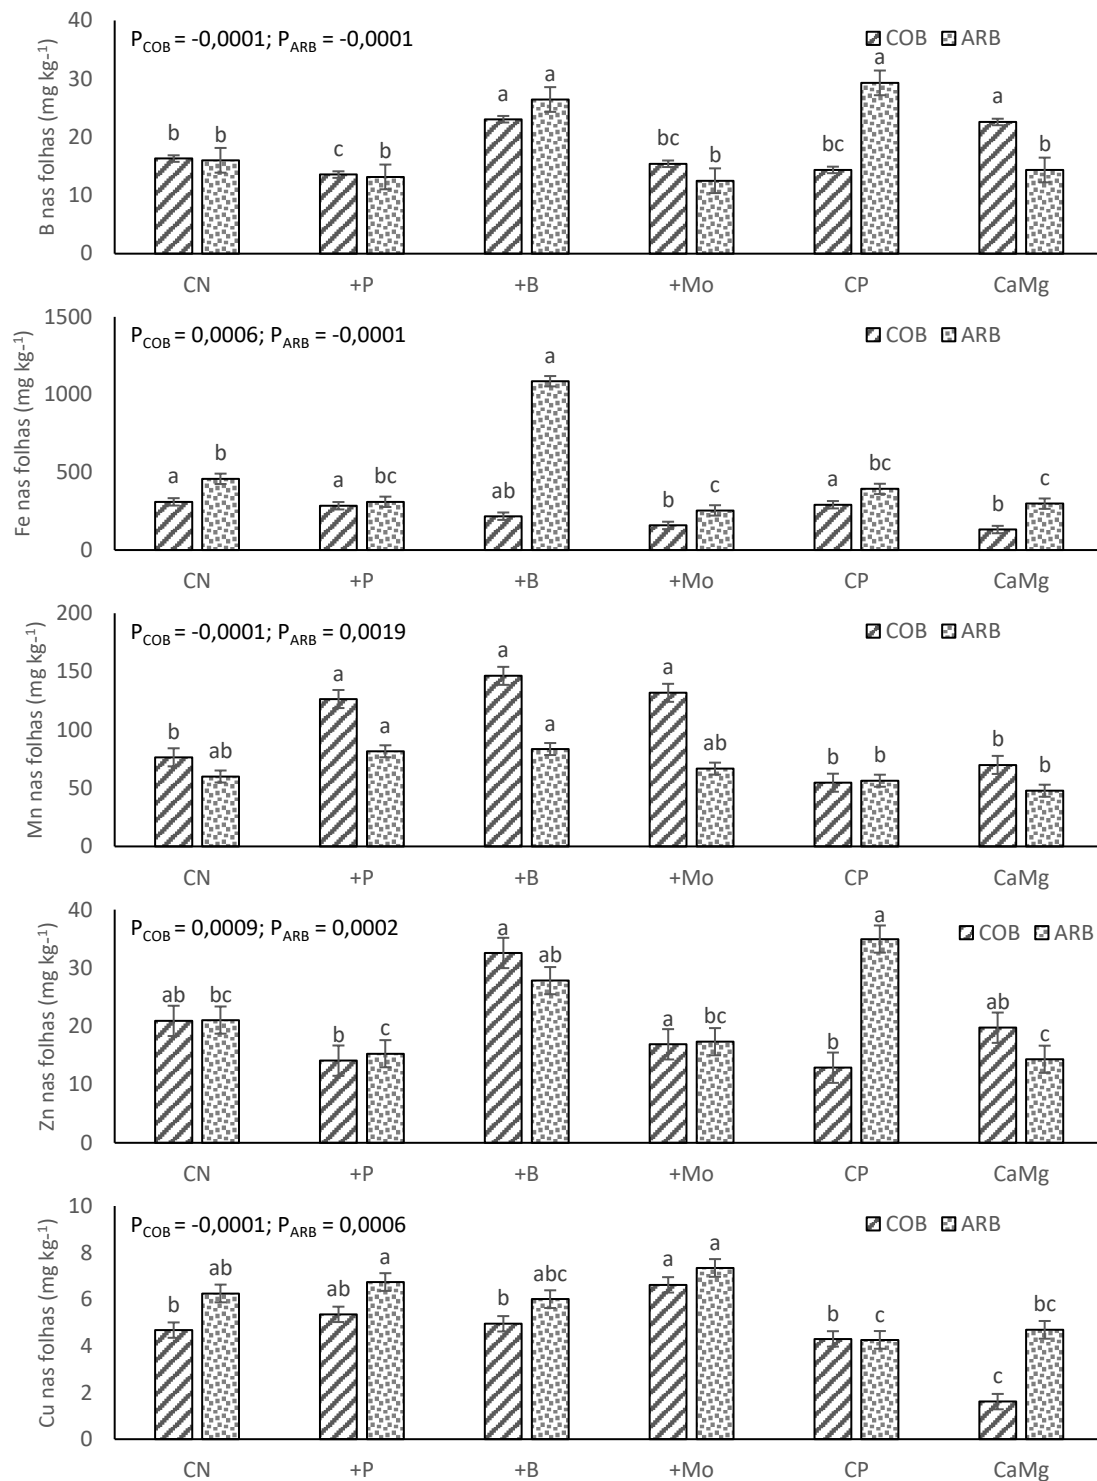 B nas folhas (mg kg⁻¹)
40
30
20
10
0
P_COB = -0,0001; P_ARB = -0,0001
COB ARB
b b c b a a bc b bc a a b
CN +P +B +Mo CP CaMg
Fe nas folhas (mg kg⁻¹)
1500
1000
500
0
P_COB = 0,0006; P_ARB = -0,0001
COB ARB
a b a bc ab a b c a bc b c
CN +P +B +Mo CP CaMg
Mn nas folhas (mg kg⁻¹)
200
150
100
50
0
P_COB = -0,0001; P_ARB = 0,0019
COB ARB
b ab a a a a a ab b b b b
CN +P +B +Mo CP CaMg
Zn nas folhas (mg kg⁻¹)
40
30
20
10
0
P_COB = 0,0009; P_ARB = 0,0002
COB ARB
ab bc b c a ab a bc b a ab c
CN +P +B +Mo CP CaMg
Cu nas folhas (mg kg⁻¹)
10
8
6
4
2
0
P_COB = -0,0001; P_ARB = 0,0006
COB ARB
b ab ab a b abc a a b c c bc
CN +P +B +Mo CP CaMg